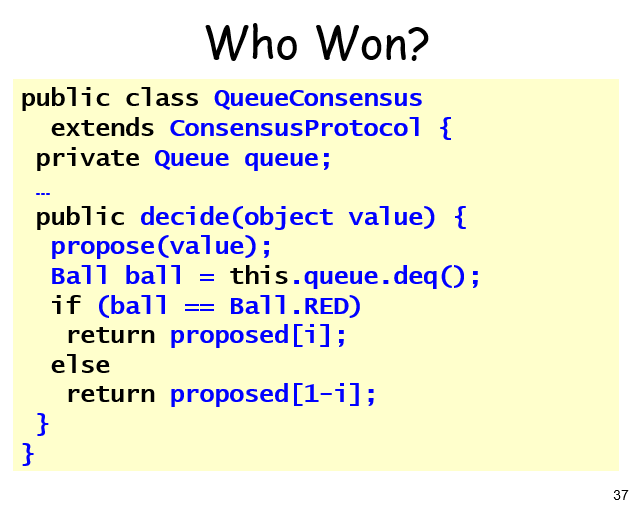 Who Won?
public class QueueConsensus
extends ConsensusProtocol {
private Queue queue;
…
public decide(object value) {
propose(value);
Ball ball = this.queue.deq();
if (ball == Ball.RED)
return proposed[i];
else
return proposed[1-i];
}
}
37